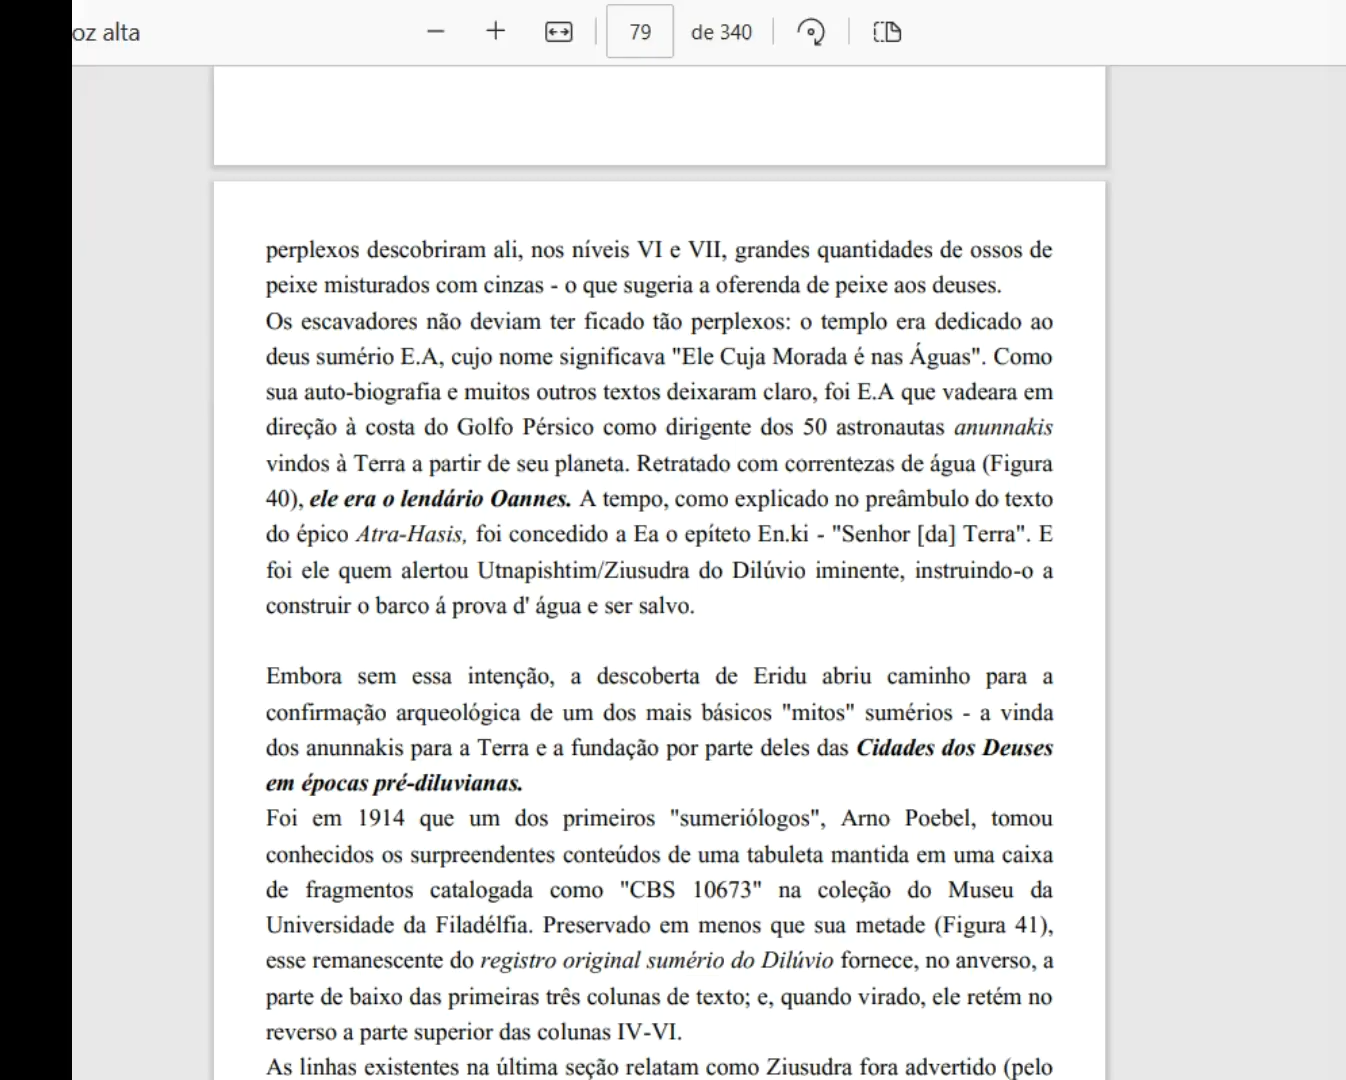 oz alta
79 de 340
perplexos descobriram ali, nos níveis VI e VII, grandes quantidades de ossos de
peixe misturados com cinzas - o que sugeria a oferenda de peixe aos deuses.
Os escavadores não deviam ter ficado tão perplexos: o templo era dedicado ao
deus sumério E.A, cujo nome significava "Ele Cuja Morada é nas Águas". Como
sua auto-biografia e muitos outros textos deixaram claro, foi E.A que vadeara em
direção à costa do Golfo Pérsico como dirigente dos 50 astronautas anunnakis
vindos à Terra a partir de seu planeta. Retratado com correntezas de água (Figura
40), ele era o lendário Oannes. A tempo, como explicado no preâmbulo do texto
do épico Atra-Hasis, foi concedido a Ea o epíteto En.ki - "Senhor [da] Terra". E
foi ele quem alertou Utnapishtim/Ziusudra do Dilúvio iminente, instruindo-o a
construir o barco á prova d' água e ser salvo.
Embora sem essa intenção, a descoberta de Eridu abriu caminho para a
confirmação arqueológica de um dos mais básicos "mitos" sumérios - a vinda
dos anunnakis para a Terra e a fundação por parte deles das Cidades dos Deuses
em épocas pré-diluvianas.
Foi em 1914 que um dos primeiros "sumeriólogos", Arno Poebel, tomou
conhecidos os surpreendentes conteúdos de uma tabuleta mantida em uma caixa
de fragmentos catalogada como "CBS 10673" na coleção do Museu da
Universidade da Filadélfia. Preservado em menos que sua metade (Figura 41),
esse remanescente do registro original sumério do Dilúvio fornece, no anverso, a
parte de baixo das primeiras três colunas de texto; e, quando virado, ele retém no
reverso a parte superior das colunas IV-VI.
As linhas existentes na última seção relatam como Ziusudra fora advertido (pelo